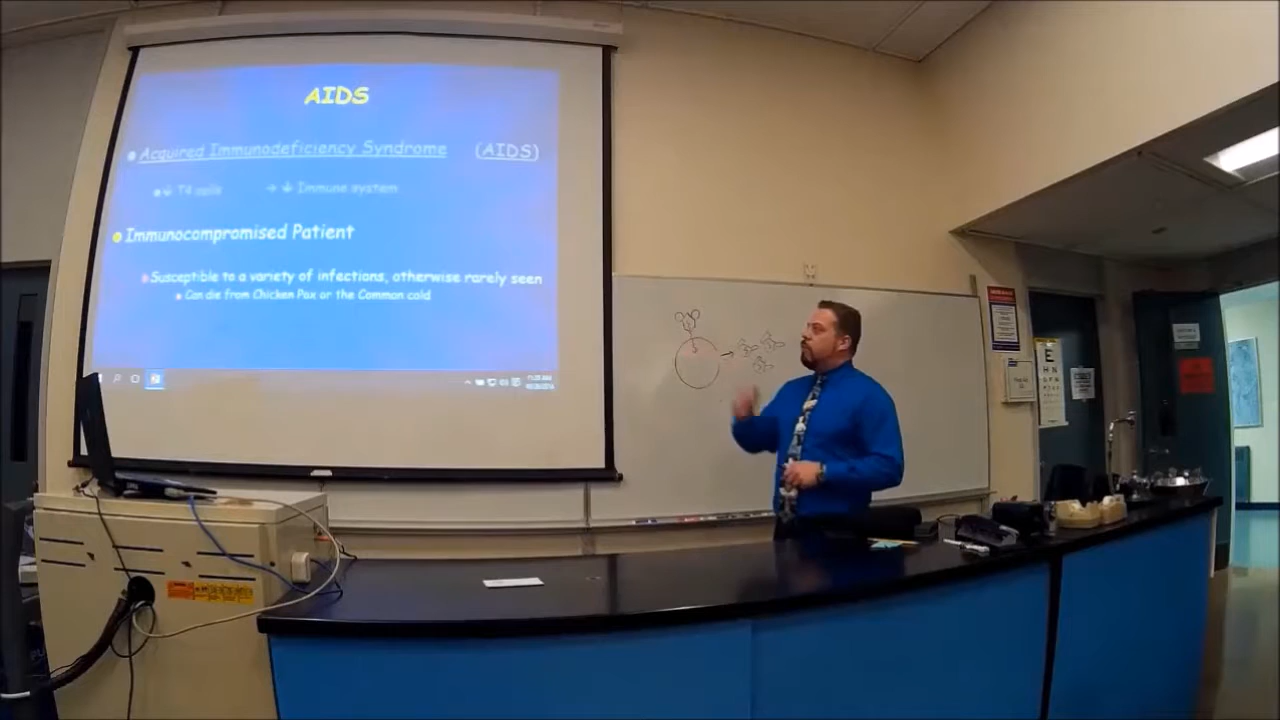 AIDS
Acquired Immunodeficiency Syndrome (AIDS)
T4 cells → ↓ Immune system
Immunocompromised Patient
Susceptible to a variety of infections, otherwise rarely seen
Can die from Chicken Pox or the Common cold
E
H N